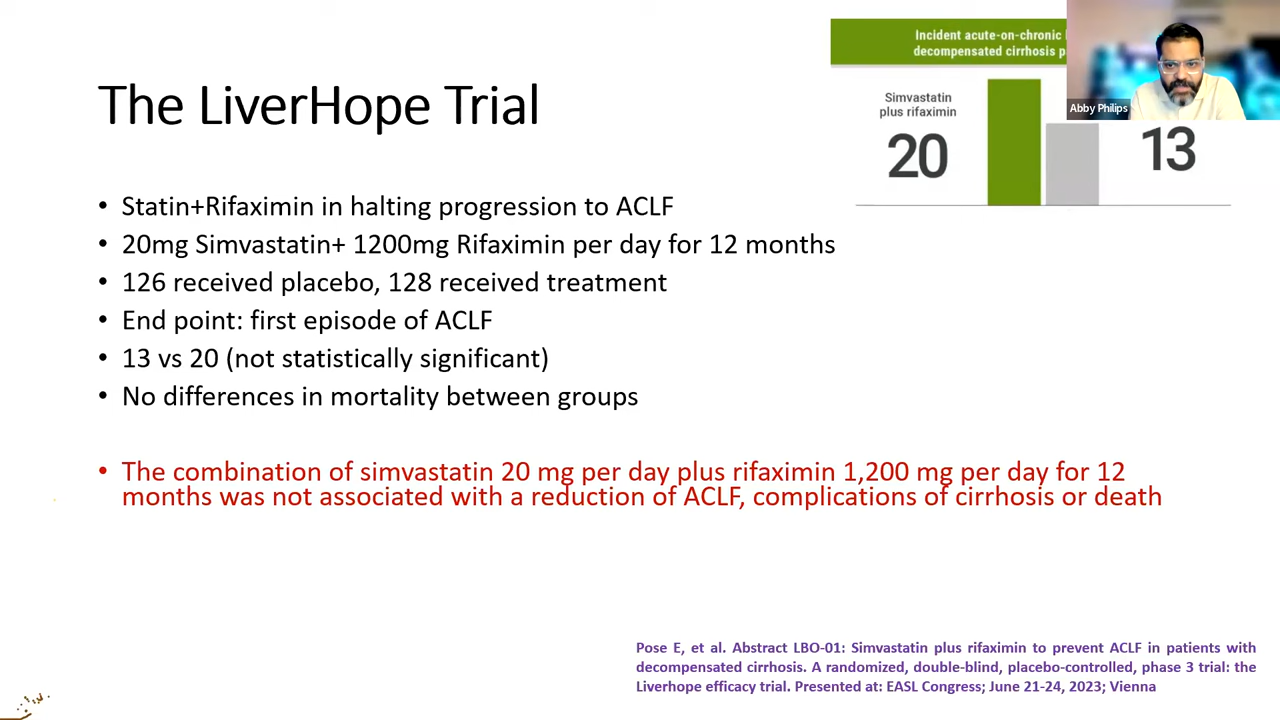 Incident acute-on-chronic
decompensated cirrhosis
Simvastatin
plus rifaximin
20
13
Abby Philips
The LiverHope Trial
• Statin+Rifaximin in halting progression to ACLF
• 20mg Simvastatin+ 1200mg Rifaximin per day for 12 months
• 126 received placebo, 128 received treatment
• End point: first episode of ACLF
• 13 vs 20 (not statistically significant)
• No differences in mortality between groups
• The combination of simvastatin 20 mg per day plus rifaximin 1,200 mg per day for 12
months was not associated with a reduction of ACLF, complications of cirrhosis or death
Pose E, et al. Abstract LBO-01: Simvastatin plus rifaximin to prevent ACLF in patients with
decompensated cirrhosis. A randomized, double-blind, placebo-controlled, phase 3 trial: the
Liverhope efficacy trial. Presented at: EASL Congress; June 21-24, 2023; Vienna